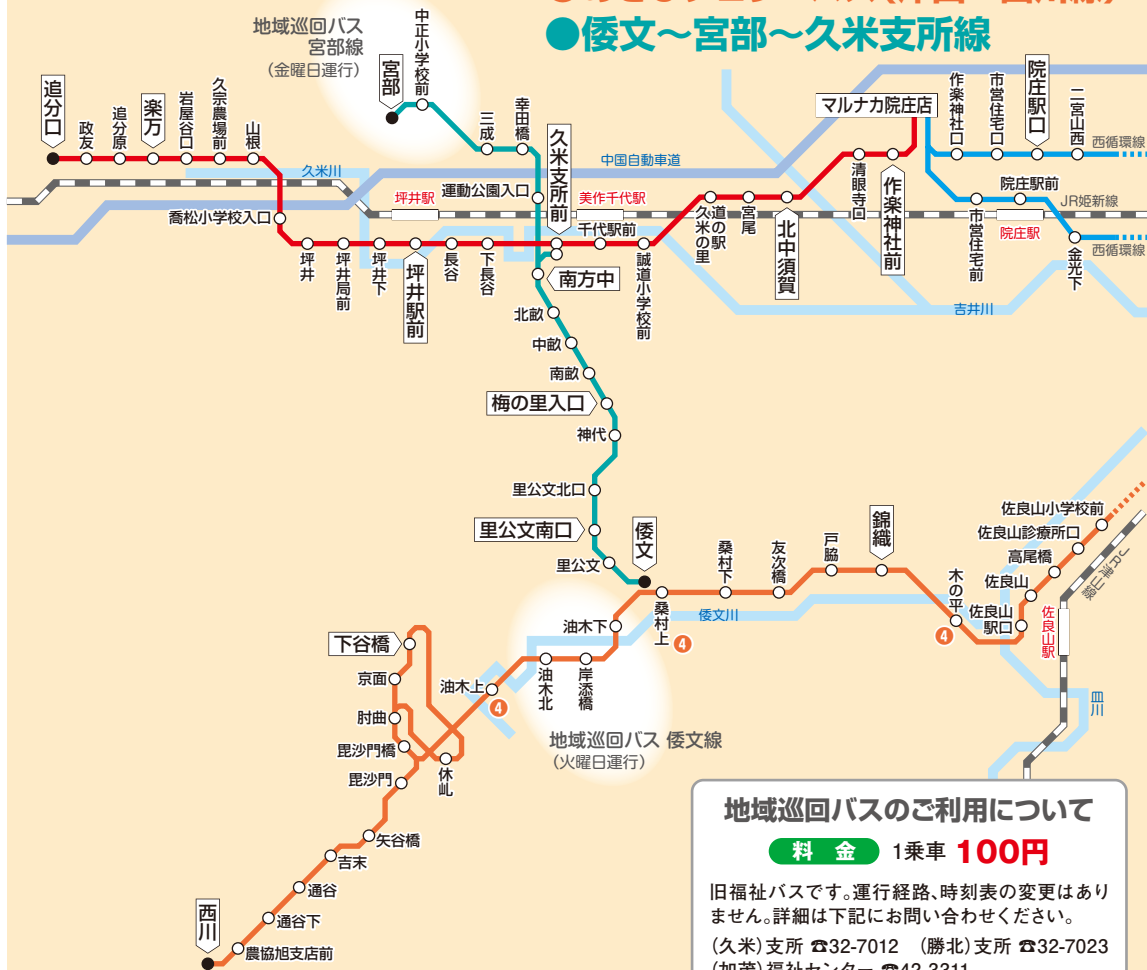 ●倭文〜宮部〜久米支所線
地域巡回バス
宮部線
(金曜日運行)
追分口
政友
追分原
楽万
岩屋谷口
久宗農場前
山根
喬松小学校入口
坪井
坪井局前
坪井下
坪井駅前
長谷
下長谷
久米支所前
千代駅前
誠道小学校前
道の駅
久米の里
宮尾
北中須賀
清眼寺口
作楽神社前
マルナカ院庄店
作楽神社口
市営住宅口
院庄駅口
二宮山西
西循環線
市営住宅前
院庄駅前
金光下
西循環線
宮部
中正小学校前
三成
幸田橋
運動公園入口
南方中
北畝
中畝
南畝
梅の里入口
神代
里公文北口
里公文南口
里公文
倭文
久米川
中国自動車道
坪井駅
美作千代駅
院庄駅
JR姫新線
吉井川
佐良山小学校前
佐良山診療所口
高尾橋
佐良山
佐良山
駅口
佐良山駅
JR津山線
皿川
木の平
4
錦織
戸脇
友次橋
桑村下
桑村上
4
倭文川
油木下
岸添橋
油木北
油木上
4
地域巡回バス 倭文線
(火曜日運行)
下谷橋
京面
肘曲
毘沙門橋
休乢
毘沙門
矢谷橋
吉末
通谷
通谷下
農協旭支店前
西川
地域巡回バスのご利用について
料 金 1乗車 100円
旧福祉バスです。運行経路、時刻表の変更はあり
ません。詳細は下記にお問い合わせください。
(久米)支所 ☎32-7012 (勝北)支所 ☎32-7023
(加茂)福祉センター ☎42-3311